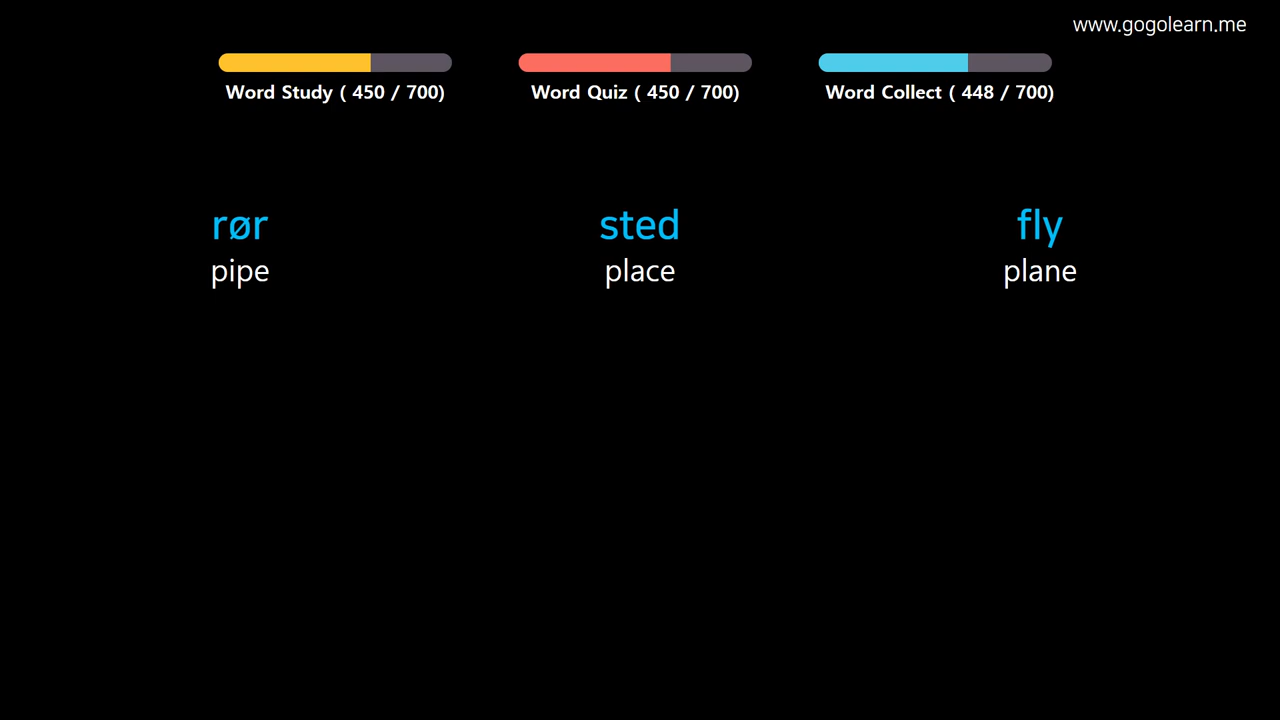 www.gogolearn.me
Word Study ( 450 / 700)
Word Quiz ( 450 / 700)
Word Collect ( 448 / 700)
rør
sted
fly
pipe
place
plane